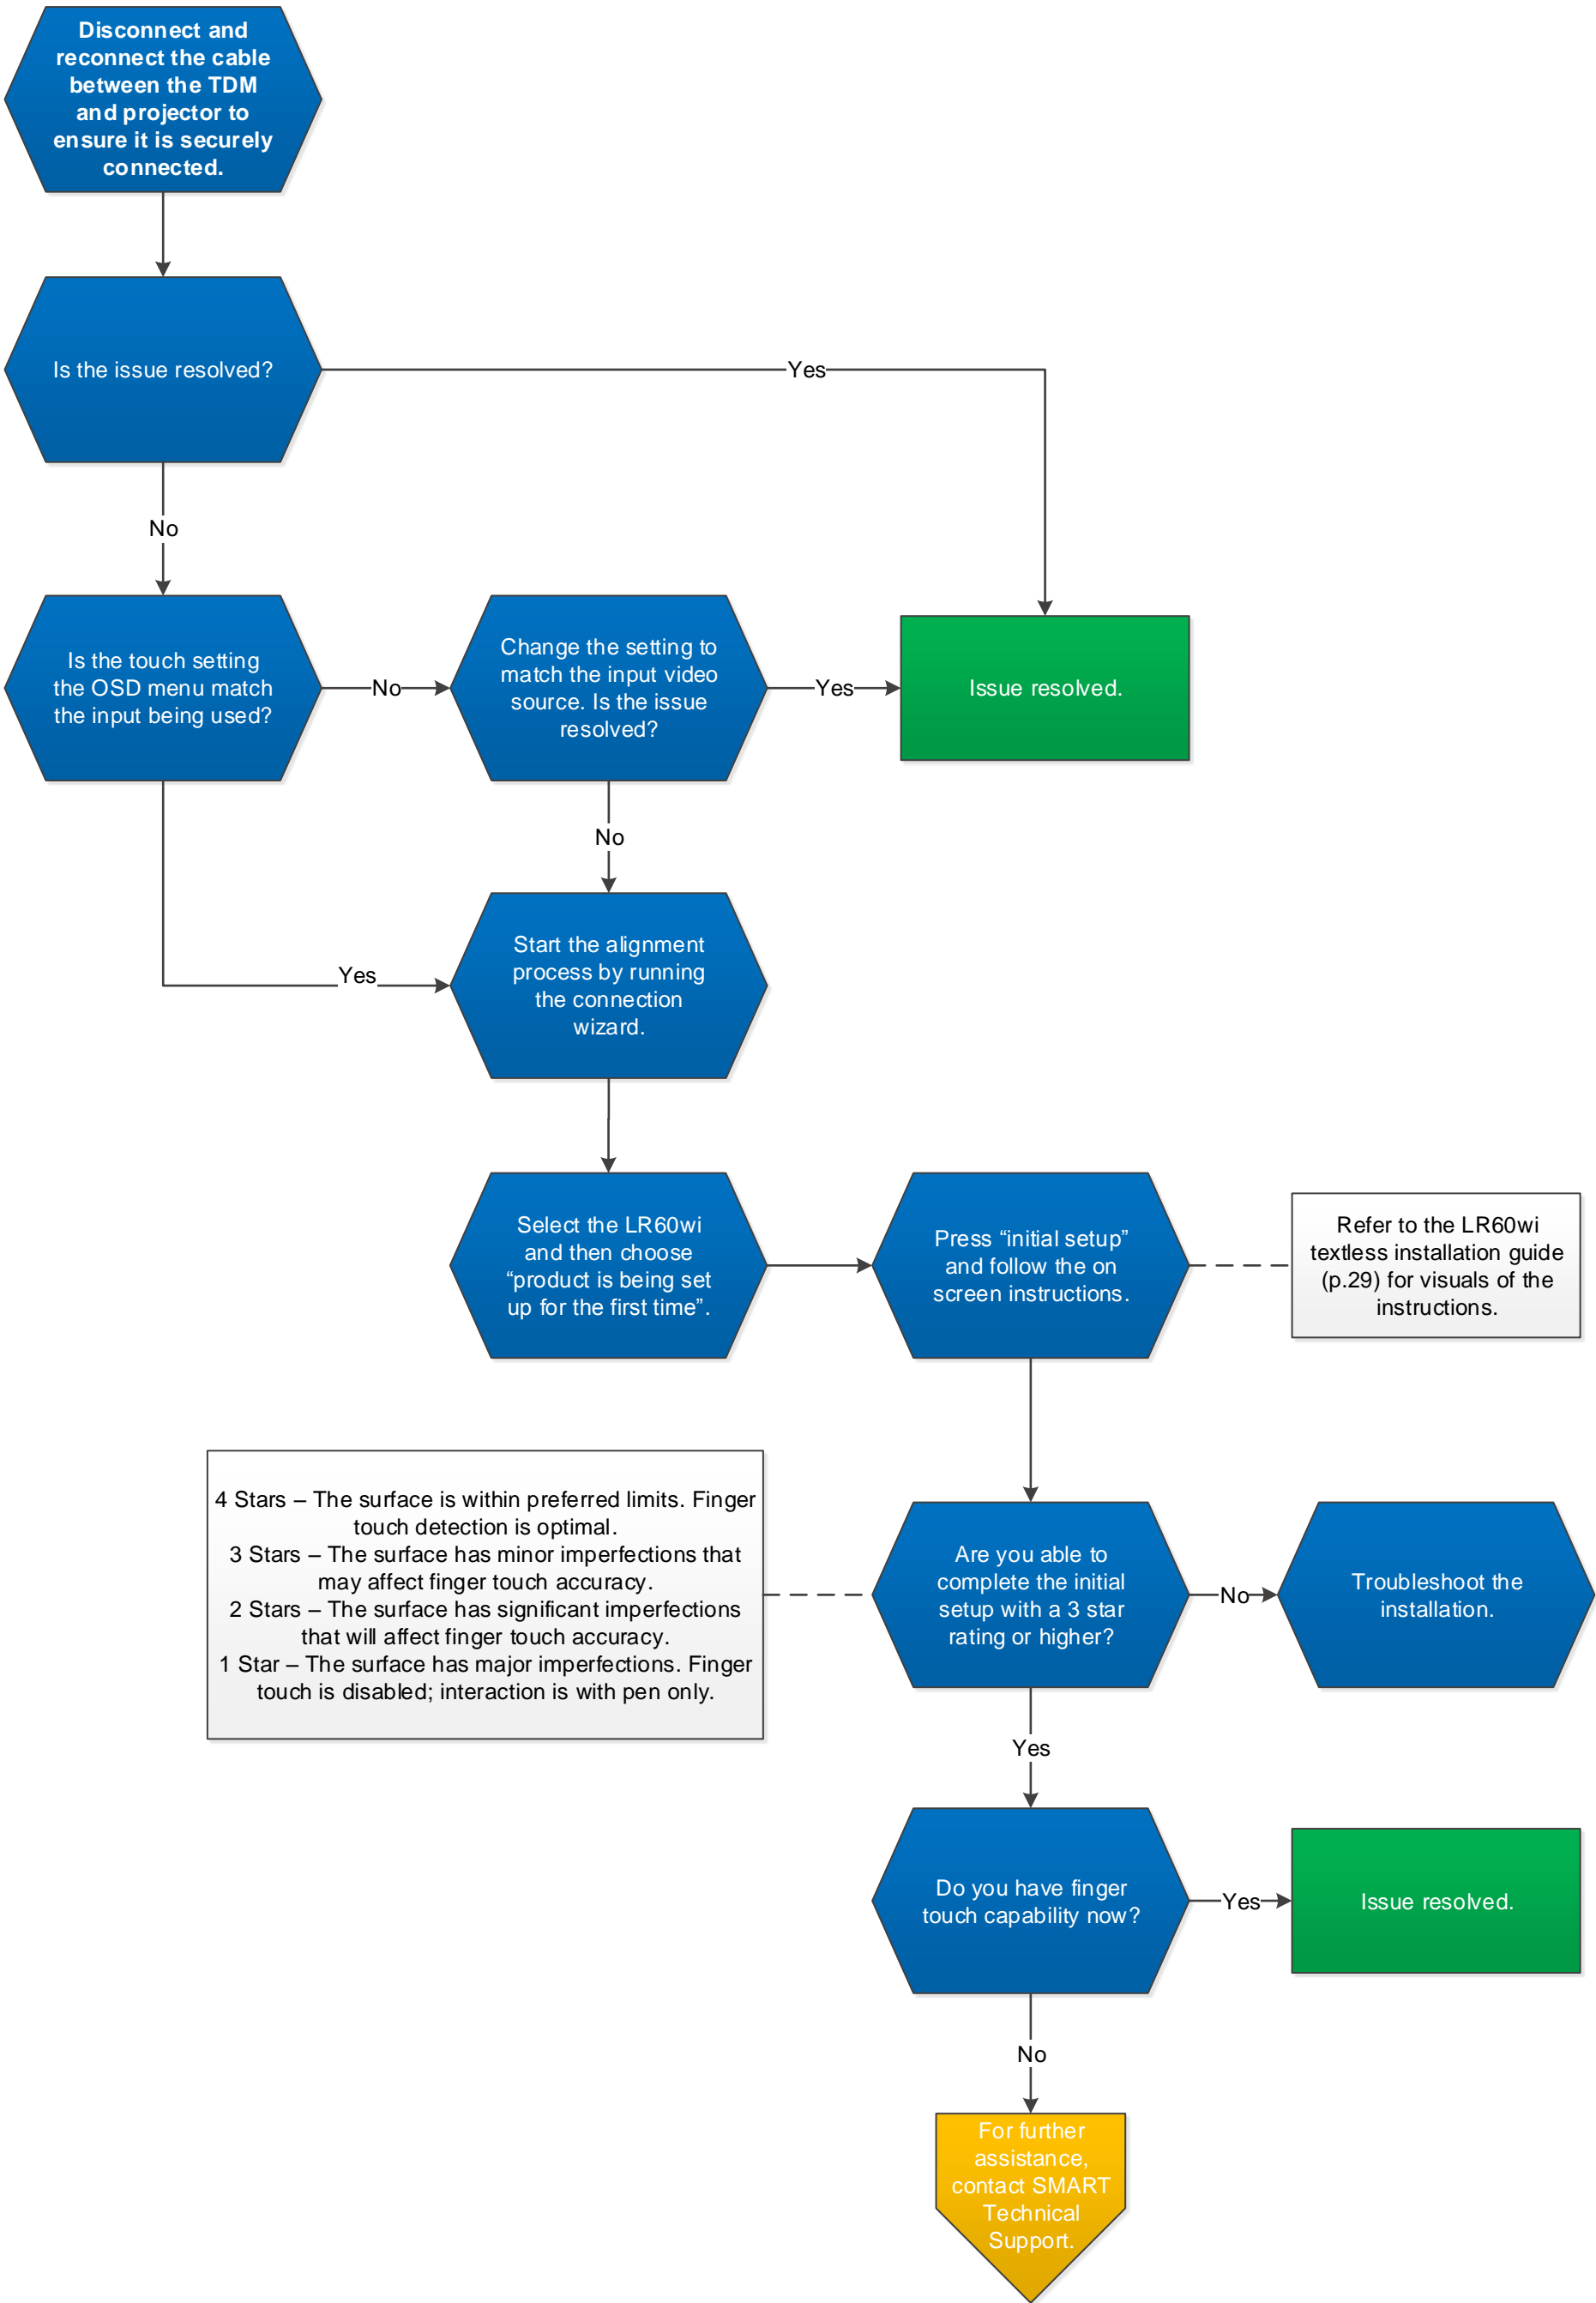 Disconnect and
reconnect the cable
between the TDM
and projector to
ensure it is securely
connected.
Is the issue resolved?
Yes
No
Is the touch setting
the OSD menu match
the input being used?
No
Change the setting to
match the input video
source. Is the issue
resolved?
Yes
Issue resolved.
No
Yes
Start the alignment
process by running
the connection
wizard.
Select the LR60wi
and then choose
“product is being set
up for the first time”.
Press “initial setup”
and follow the on
screen instructions.
Refer to the LR60wi
textless installation guide
(p.29) for visuals of the
instructions.
4 Stars – The surface is within preferred limits. Finger
touch detection is optimal.
3 Stars – The surface has minor imperfections that
may affect finger touch accuracy.
2 Stars – The surface has significant imperfections
that will affect finger touch accuracy.
1 Star – The surface has major imperfections. Finger
touch is disabled; interaction is with pen only.
Are you able to
complete the initial
setup with a 3 star
rating or higher?
No
Troubleshoot the
installation.
Yes
Do you have finger
touch capability now?
Yes
Issue resolved.
No
For further
assistance,
contact SMART
Technical
Support.